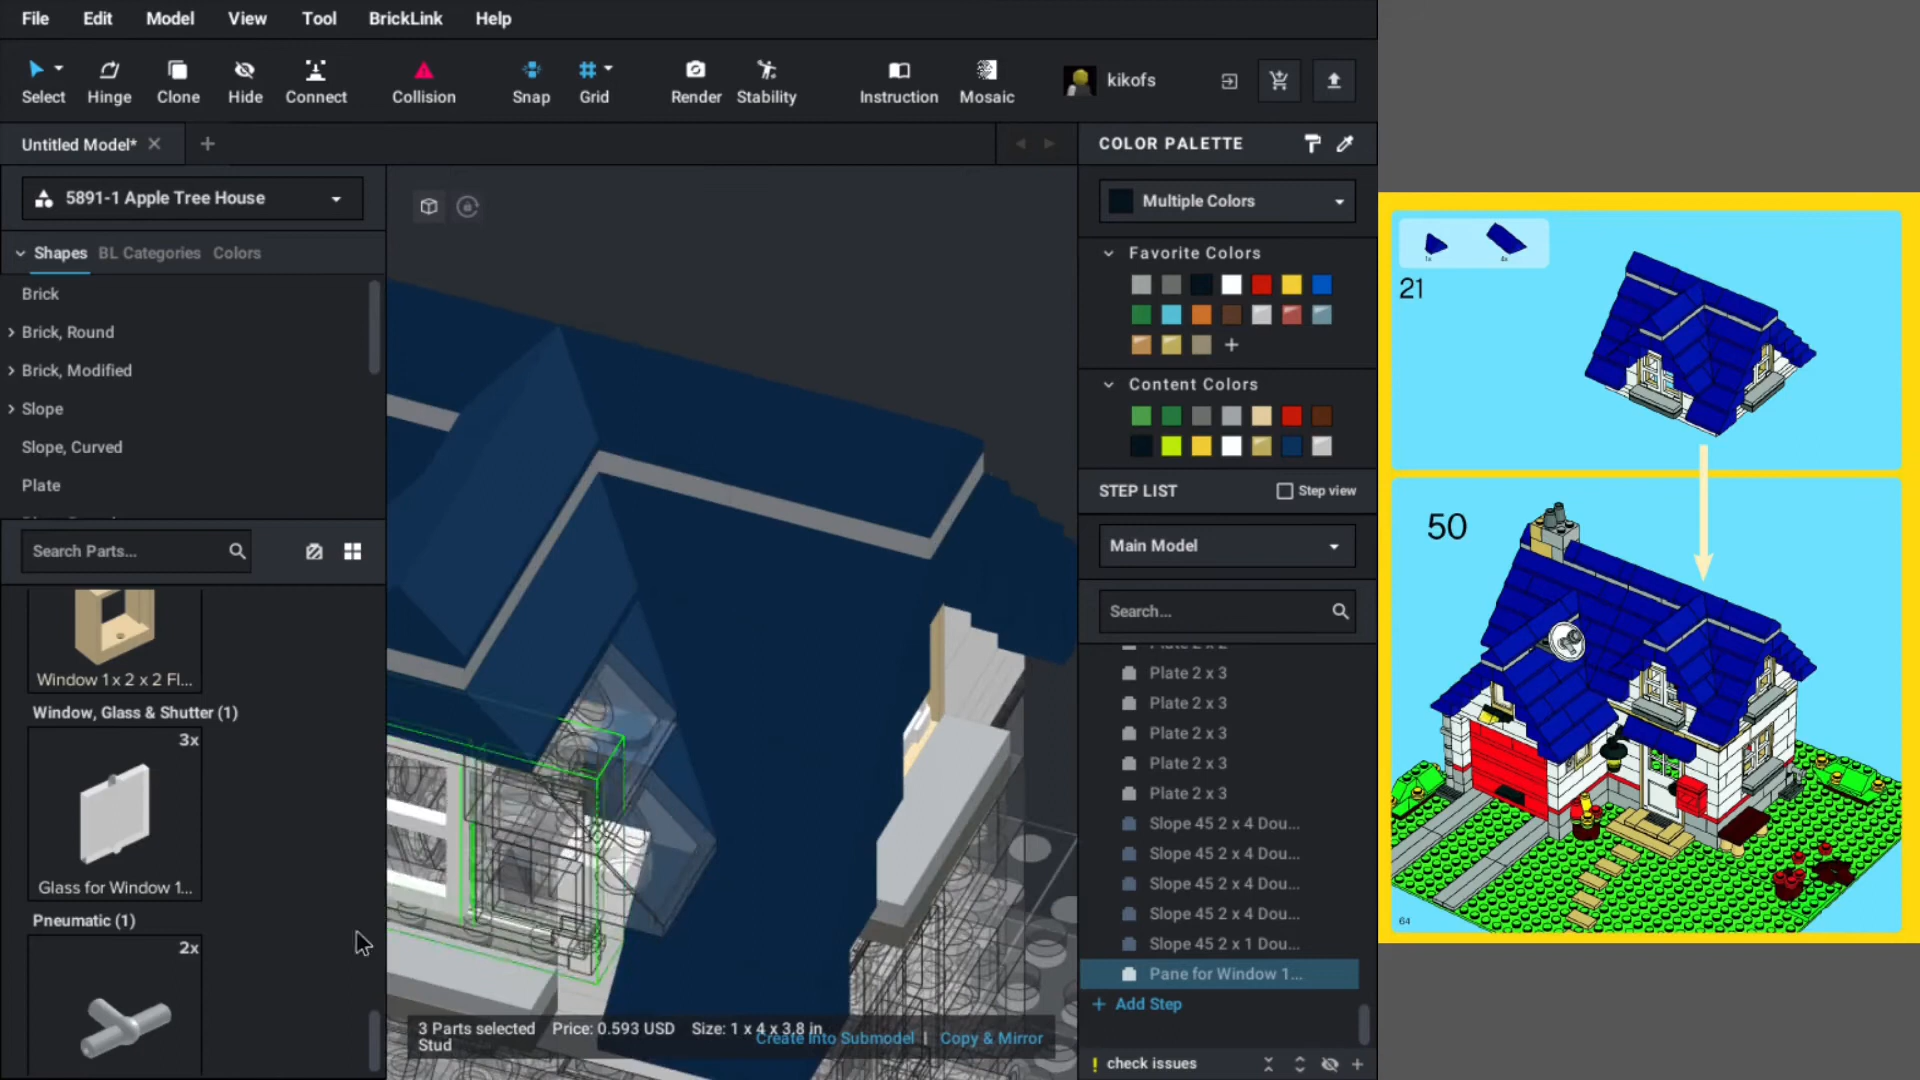 File Edit Model View Tool BrickLink Help
Select Hinge Clone Hide Connect Collision Snap Grid Render Stability Instruction Mosaic kikofs
Untitled Model*
COLOR PALETTE
5891-1 Apple Tree House
Multiple Colors
Shapes BL Categories Colors
Favorite Colors
Brick
Brick, Round
Brick, Modified
Content Colors
Slope
Slope, Curved
Plate
STEP LIST Step view
Search Parts...
Main Model
Search...
Window 1 x 2 x 2 Fl...
Window, Glass & Shutter (1)
3x
Glass for Window 1...
Pneumatic (1)
2x
Plate 2 x 3
Plate 2 x 3
Plate 2 x 3
Plate 2 x 3
Plate 2 x 3
Slope 45 2 x 4 Dou...
Slope 45 2 x 4 Dou...
Slope 45 2 x 4 Dou...
Slope 45 2 x 4 Dou...
Slope 45 2 x 1 Dou...
Pane for Window 1...
+ Add Step
3 Parts selected Price: 0.593 USD Size: 1 x 4 x 3.8 in,
Stud
Create Into Submodel | Copy & Mirror
! check issues
1x
4x
21
50
64